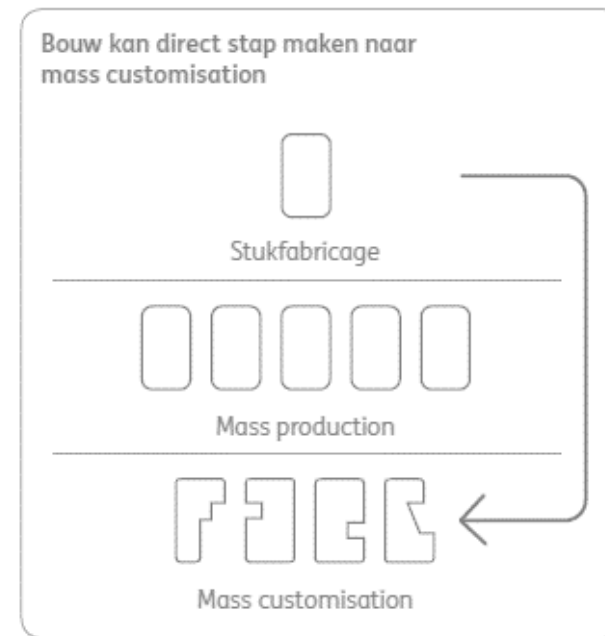 Bouw kan direct stap maken naar
mass customisation
Stukfabricage
Mass production
Mass customisation